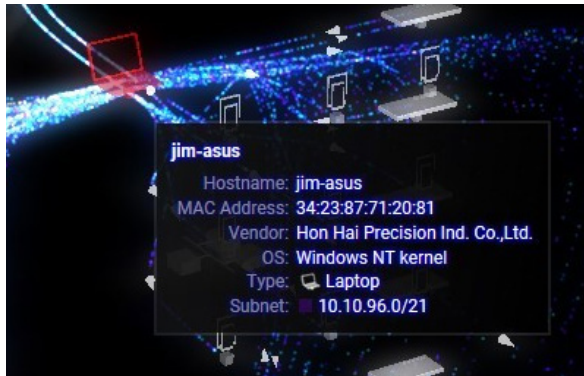 jim-asus
Hostname: jim-asus
MAC Address: 34:23:87:71:20:81
Vendor: Hon Hai Precision Ind. Co.,Ltd.
OS: Windows NT kernel
Type: Laptop
Subnet: 10.10.96.0/21